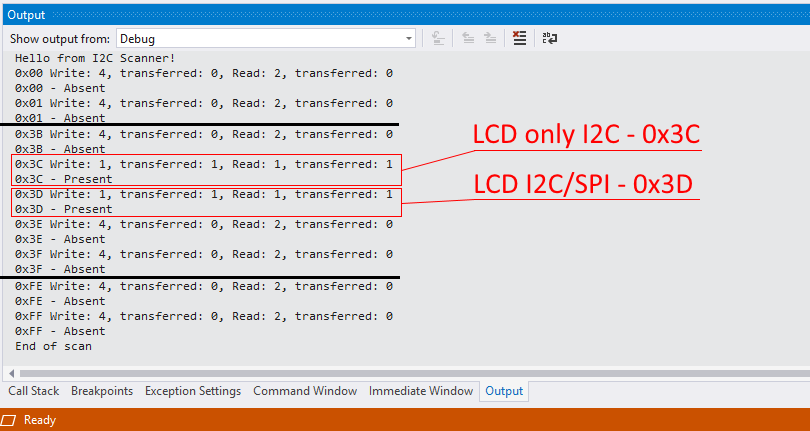 Output
Show output from: Debug
Hello from I2C Scanner!
0x00 Write: 4, transferred: 0, Read: 2, transferred: 0
0x00 - Absent
0x01 Write: 4, transferred: 0, Read: 2, transferred: 0
0x01 - Absent
0x3B Write: 4, transferred: 0, Read: 2, transferred: 0
0x3B - Absent
0x3C Write: 1, transferred: 1, Read: 1, transferred: 1
0x3C - Present
0x3D Write: 1, transferred: 1, Read: 1, transferred: 1
0x3D - Present
0x3E Write: 4, transferred: 0, Read: 2, transferred: 0
0x3E - Absent
0x3F Write: 4, transferred: 0, Read: 2, transferred: 0
0x3F - Absent
0xFE Write: 4, transferred: 0, Read: 2, transferred: 0
0xFE - Absent
0xFF Write: 4, transferred: 0, Read: 2, transferred: 0
0xFF - Absent
End of scan
LCD only I2C - 0x3C
LCD I2C/SPI - 0x3D
Call Stack Breakpoints Exception Settings Command Window Immediate Window Output
Ready